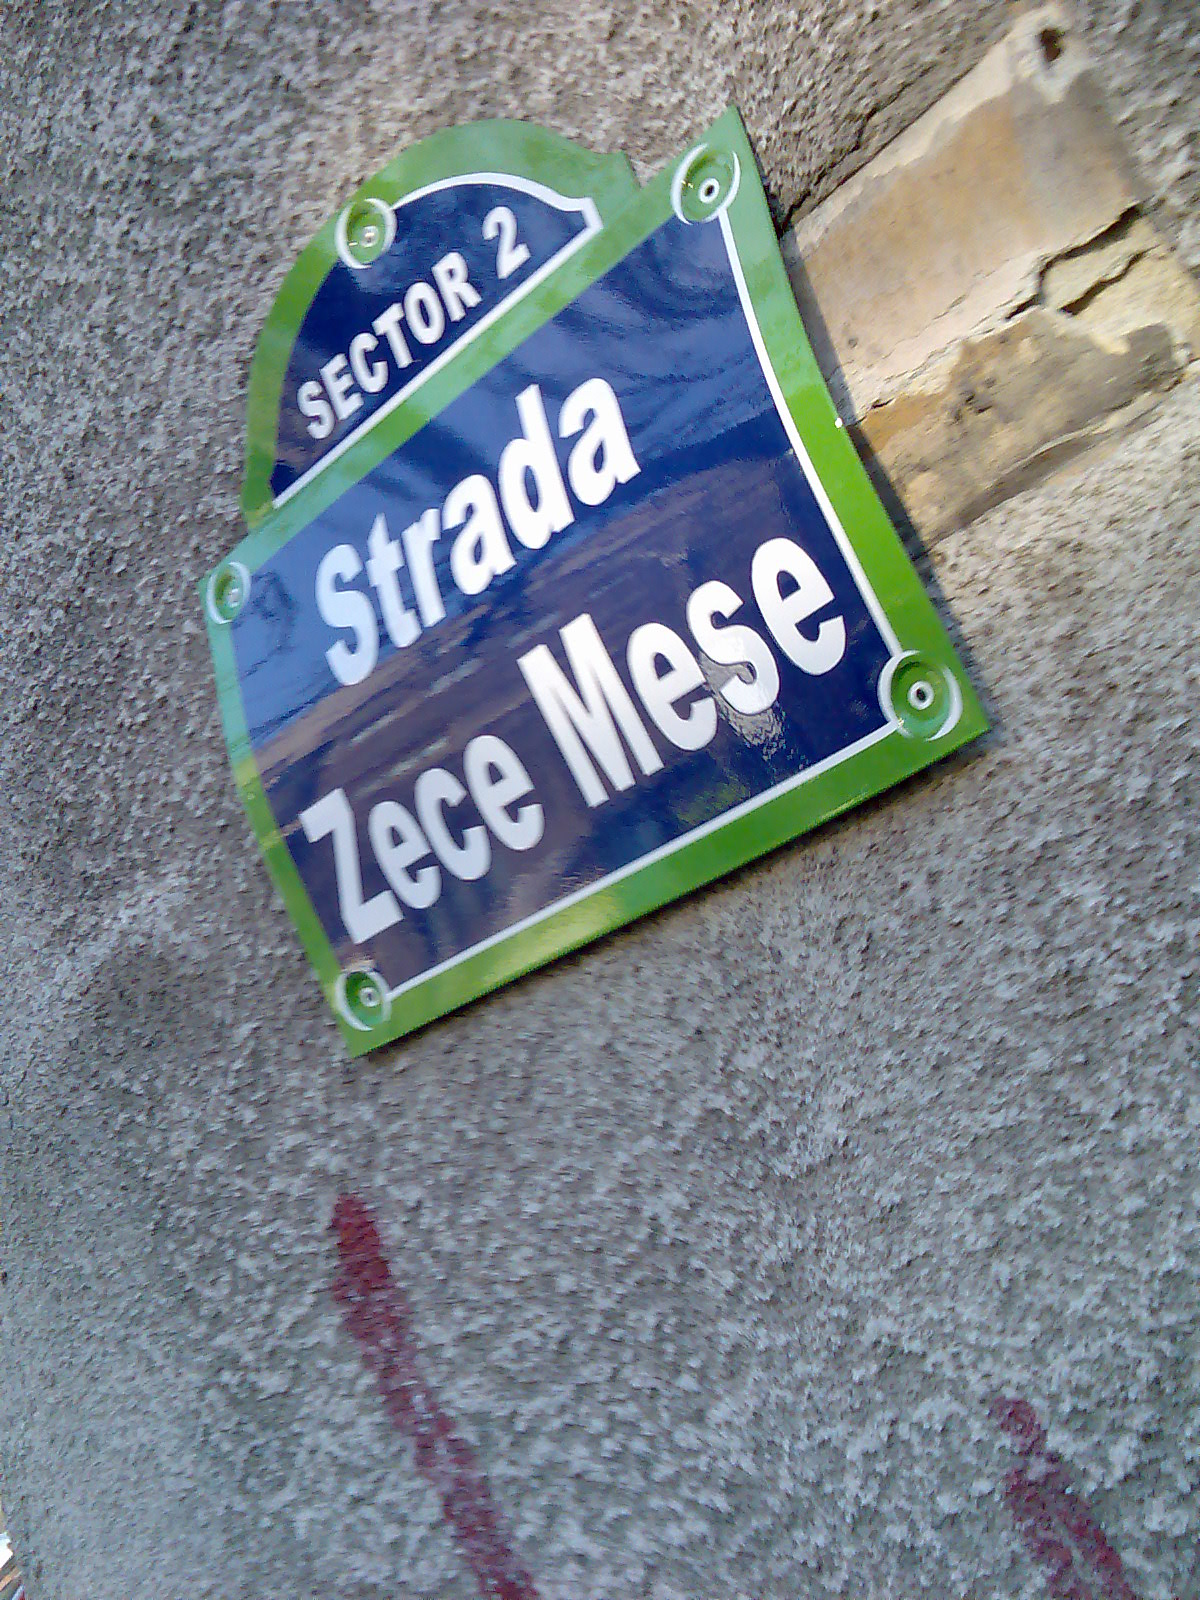 SECTOR 2
Strada
Zece Mese